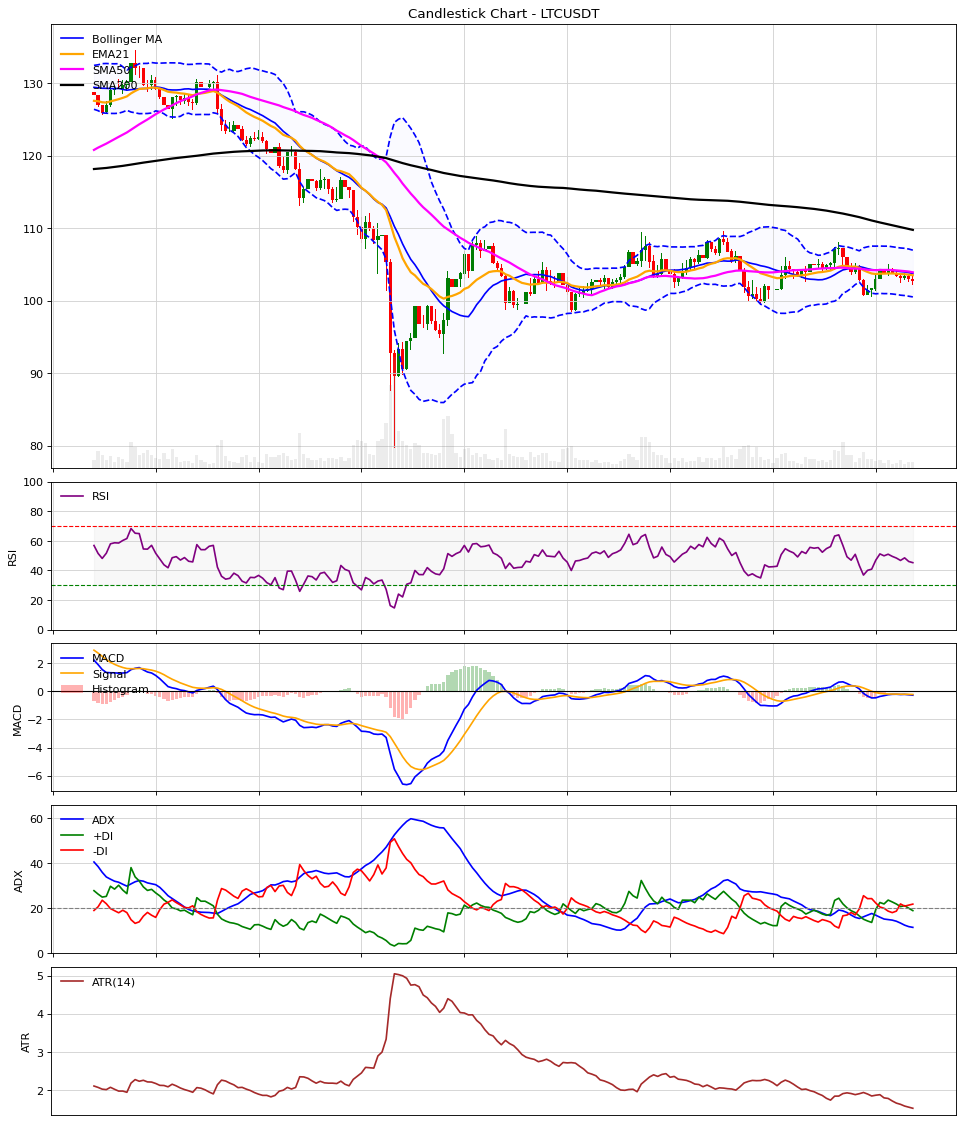 Candlestick Chart - LTCUSDT
Bollinger MA
EMA21
SMA50
130
120
110
100
90
80
RSI
RSI
100
80
60
40
20
0
MACD
Signal
Histogram
MACD
2
0
−2
−4
−6
ADX
+DI
-DI
ADX
60
40
20
0
ATR(14)
ATR
5
4
3
2